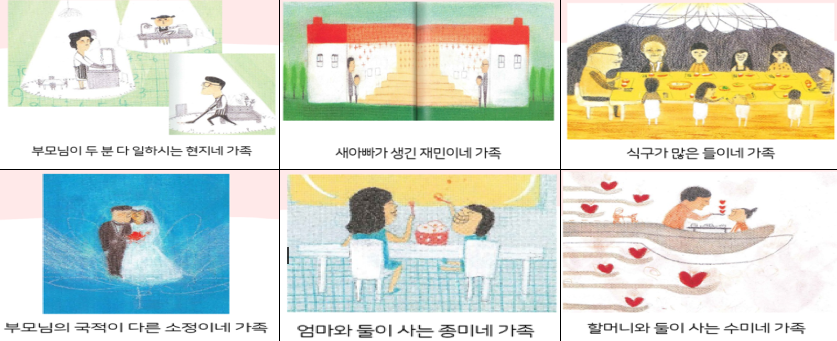 부모님이 두 분 다 일하시는 현지네 가족
새아빠가 생긴 재민이네 가족
식구가 많은 들이네 가족
부모님의 국적이 다른 소정이네 가족
엄마와 둘이 사는 종미네 가족
할머니와 둘이 사는 수미네 가족